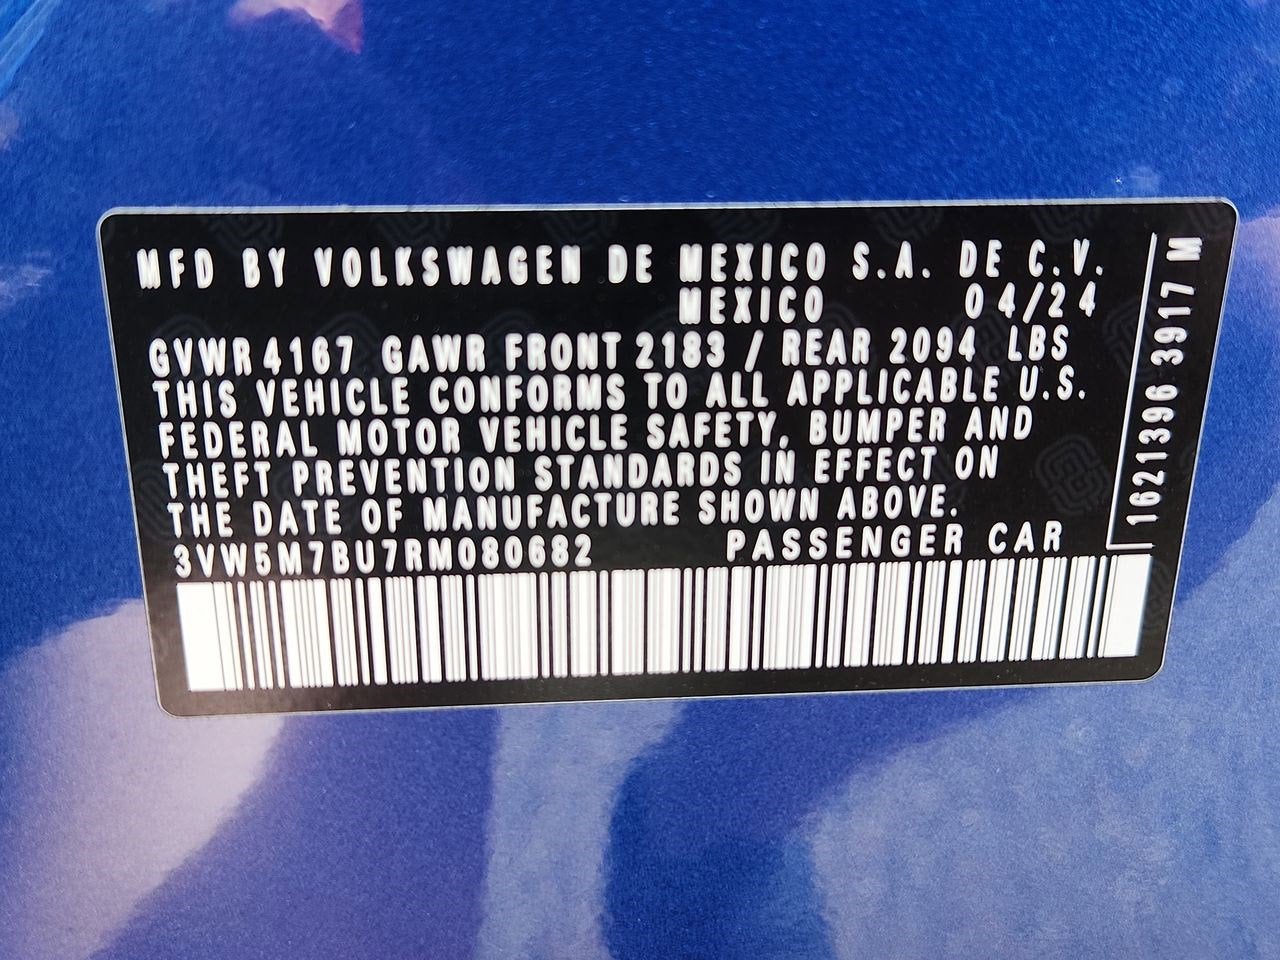 MFD BY VOLKSWAGEN DE MEXICO S.A. DE C.V.
MEXICO 04/24
GVWR 4167 GAWR FRONT 2183 / REAR 2094 LBS
THIS VEHICLE CONFORMS TO ALL APPLICABLE U.S.
FEDERAL MOTOR VEHICLE SAFETY, BUMPER AND
THEFT PREVENTION STANDARDS IN EFFECT ON
THE DATE OF MANUFACTURE SHOWN ABOVE.
3VW5M7BU7RM080682 PASSENGER CAR
1621396 3917 M